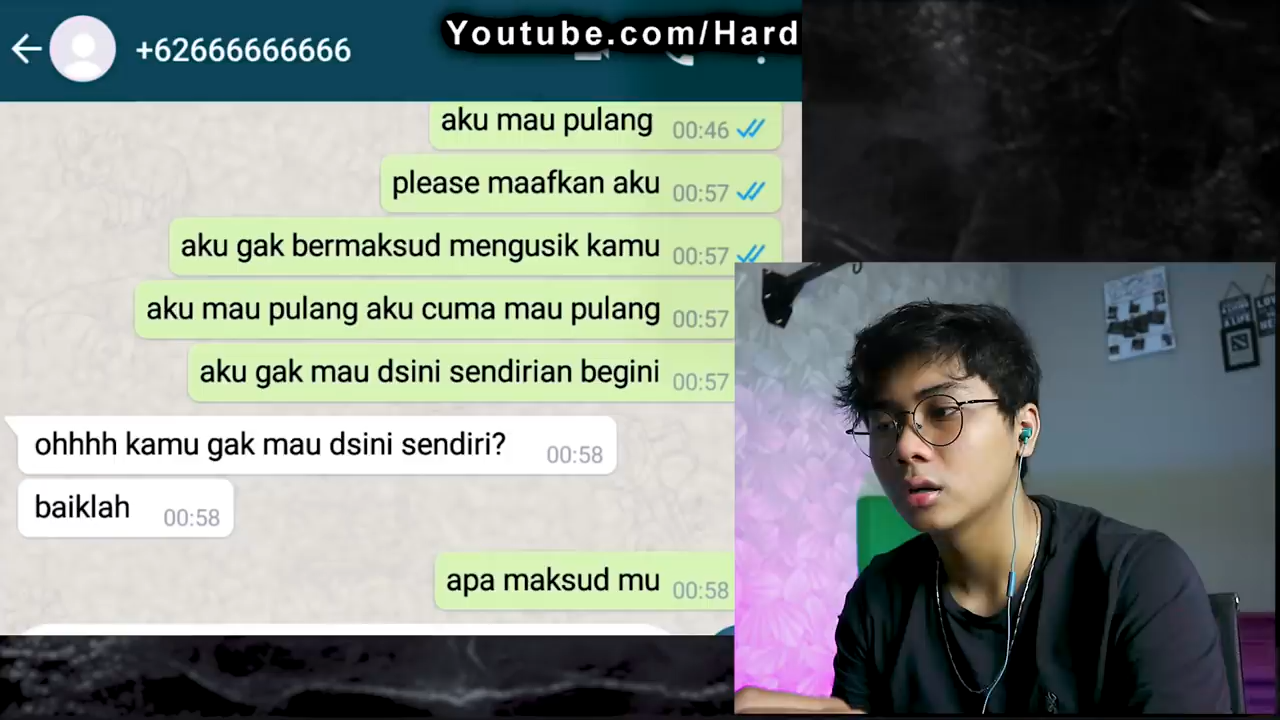 Youtube.com/Hard
+62666666666
aku mau pulang 00:46
please maafkan aku 00:57
aku gak bermaksud mengusik kamu 00:57
aku mau pulang aku cuma mau pulang 00:57
aku gak mau dsini sendirian begini 00:57
ohhhh kamu gak mau dsini sendiri? 00:58
baiklah 00:58
apa maksud mu 00:58